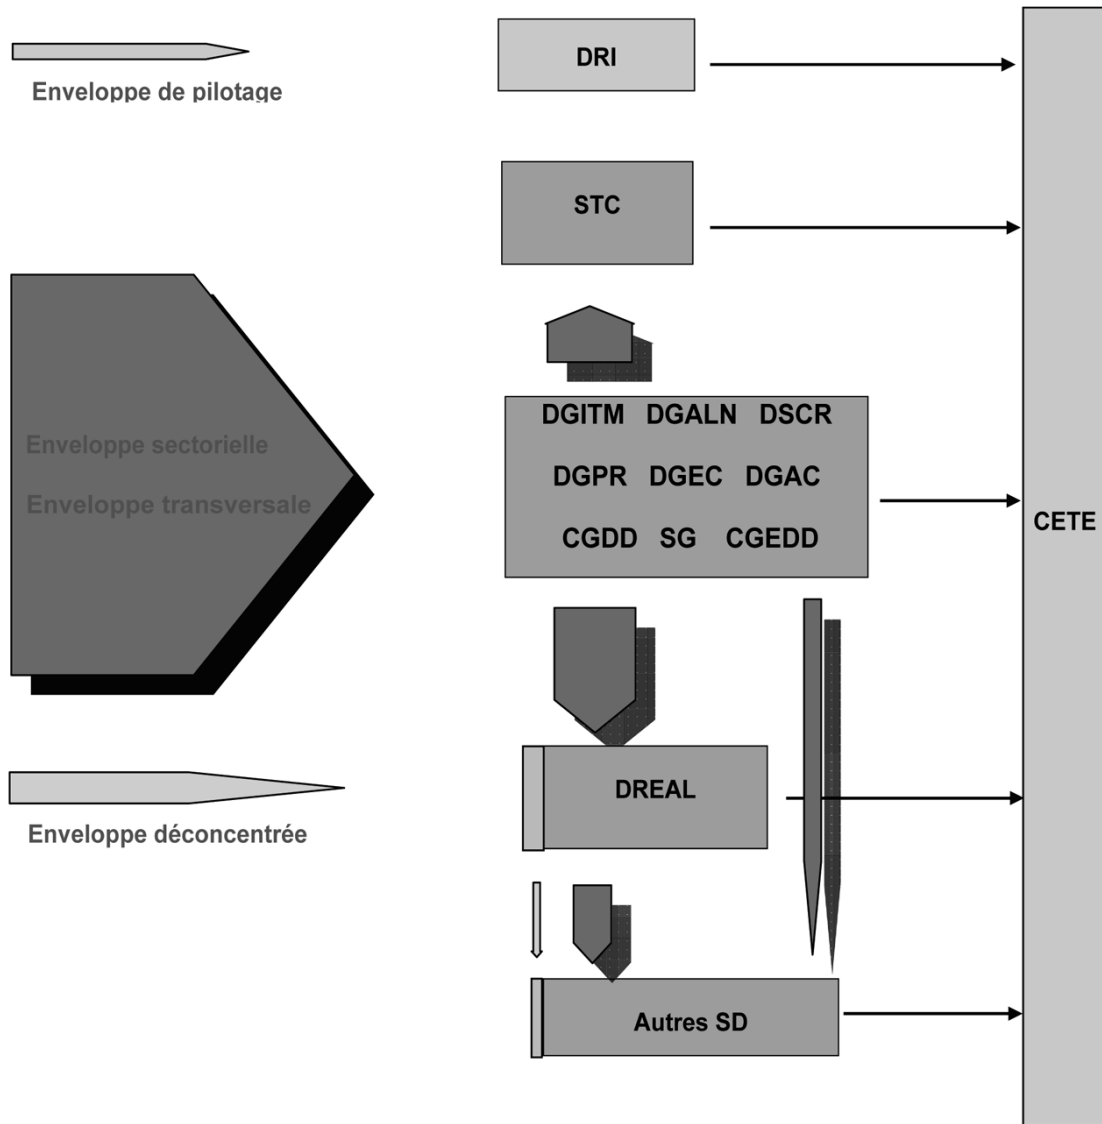 DRI
Enveloppe de pilotage
STC
DGITM DGALN DSCR
Enveloppe sectorielle
DGPR DGEC DGAC
Enveloppe transversale
CETE
CGDD SG CGEDD
DREAL
Enveloppe déconcentrée
Autres SD